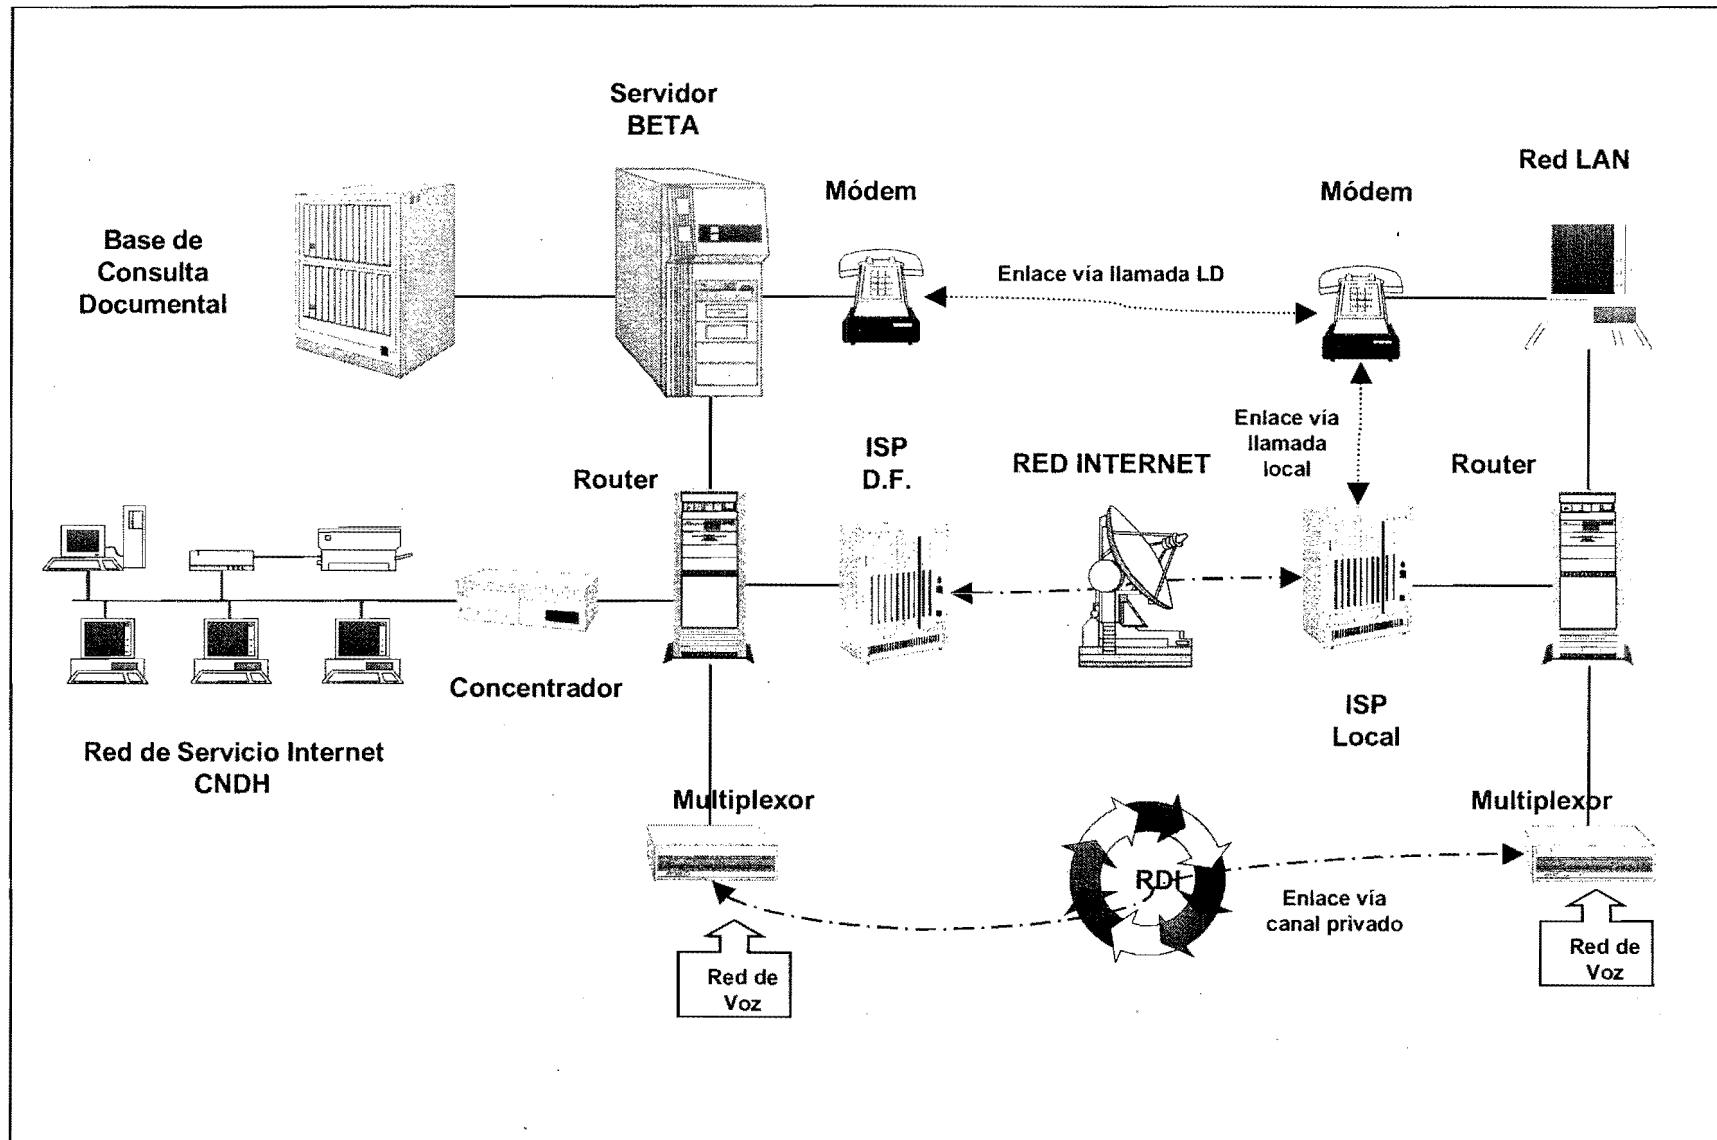 Servidor
BETA
Red LAN
Módem
Módem
Base de
Consulta
Documental
Enlace vía llamada LD
Enlace vía
llamada
local
ISP
D.F.
RED INTERNET
Router
Router
Concentrador
ISP
Local
Red de Servicio Internet
CNDH
Multiplexor
Multiplexor
RDI
Enlace vía
canal privado
Red de
Voz
Red de
Voz